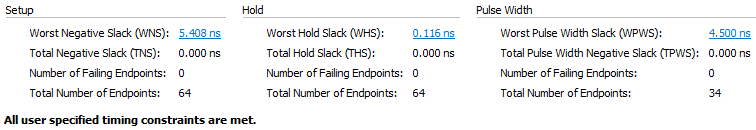 Setup Hold Pulse Width
Worst Negative Slack (WNS): 5.408 ns Worst Hold Slack (WHS): 0.116 ns Worst Pulse Width Slack (WPWS): 4.500 ns
Total Negative Slack (TNS): 0.000 ns Total Hold Slack (THS): 0.000 ns Total Pulse Width Negative Slack (TPWS): 0.000 ns
Number of Failing Endpoints: 0 Number of Failing Endpoints: 0 Number of Failing Endpoints: 0
Total Number of Endpoints: 64 Total Number of Endpoints: 64 Total Number of Endpoints: 34
All user specified timing constraints are met.